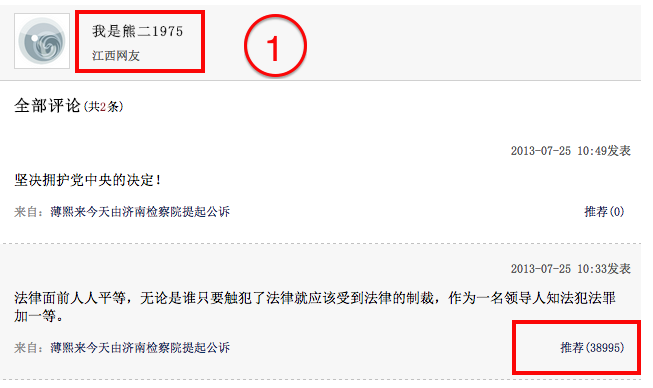 我是熊二1975
江西网友
1
全部评论(共2条)
2013-07-25 10:49发表
坚决拥护党中央的决定！
来自：薄熙来今天由济南检察院提起公诉
推荐(0)
2013-07-25 10:33发表
法律面前人人平等，无论是谁只要触犯了法律就应该受到法律的制裁，作为一名领导人知法犯法罪
加一等。
来自：薄熙来今天由济南检察院提起公诉
推荐(38995)